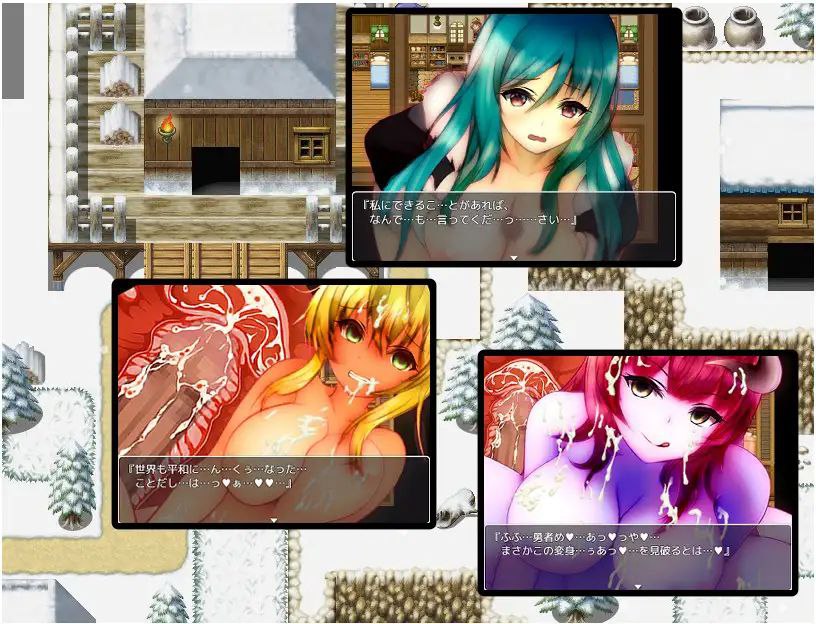 『私にできるこ…とがあれば、
なんで…も…言ってくだ…っ……さい…』
『世界も平和に…ん…くぅ…なった…
ことだし…は…っ♥ぁ…♥♥…』
『ふふ…勇者め♥…あっ♥っや♥…
まさかこの変身…ぅあっ♥…を見破るとは…♥』